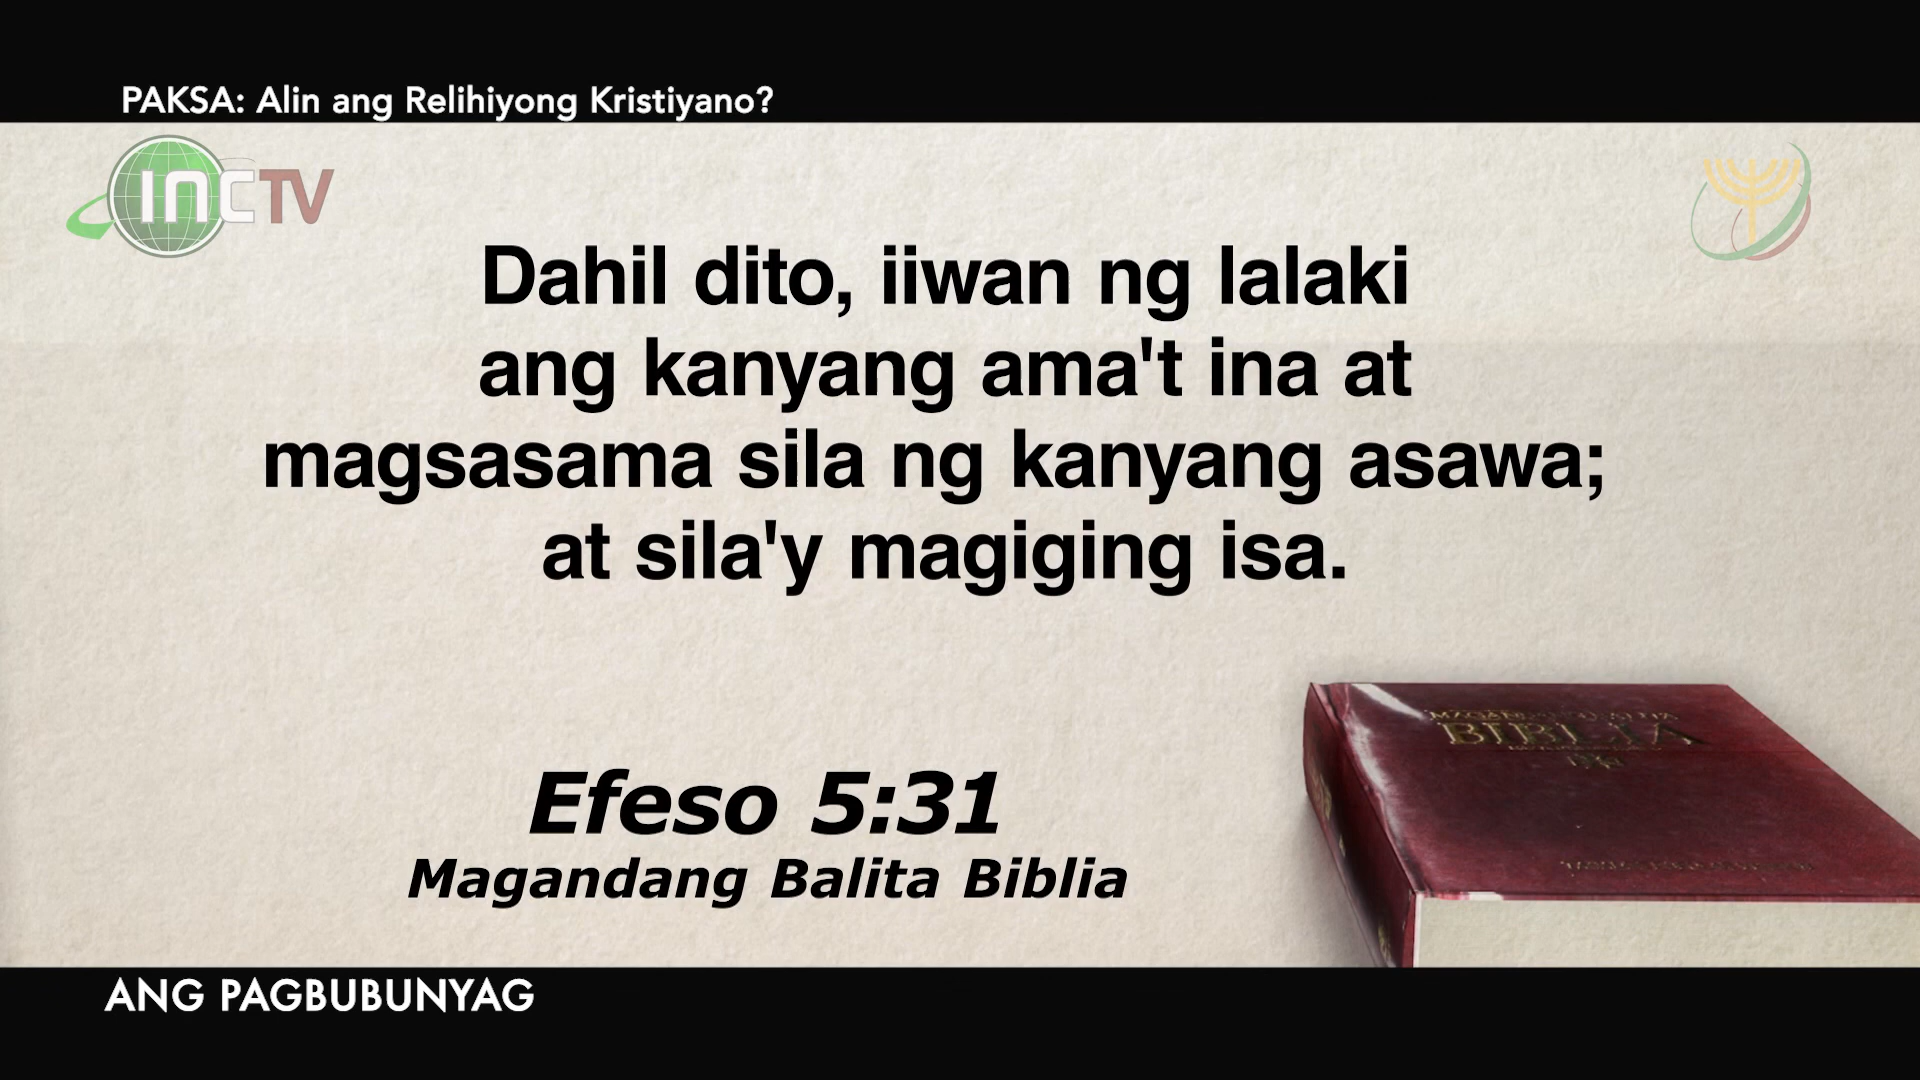 PAKSA: Alin ang Relihiyong Kristiyano?
INCTV
Dahil dito, iiwan ng lalaki
ang kanyang ama't ina at
magsasama sila ng kanyang asawa;
at sila'y magiging isa.
BIBLIA
Efeso 5:31
Magandang Balita Biblia
ANG PAGBUBUNYAG